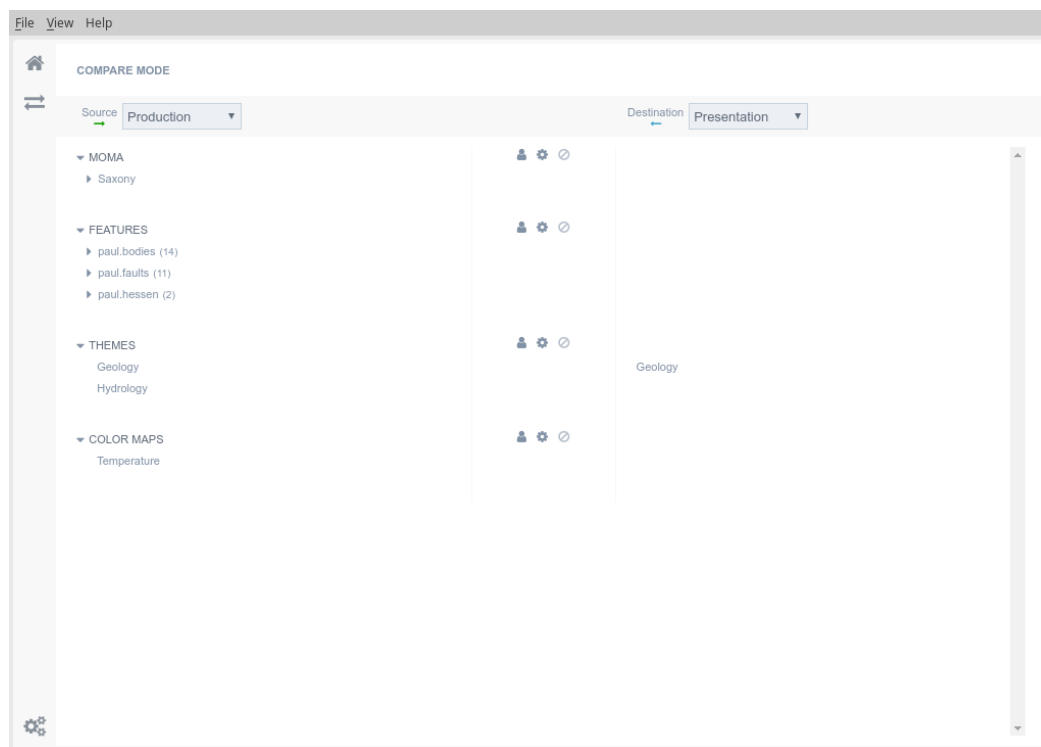 File View Help
COMPARE MODE
Source Production Destination Presentation
MOMA
Saxony
FEATURES
paul.bodies (14)
paul.faults (11)
paul.hessen (2)
THEMES
Geology Geology
Hydrology
COLOR MAPS
Temperature